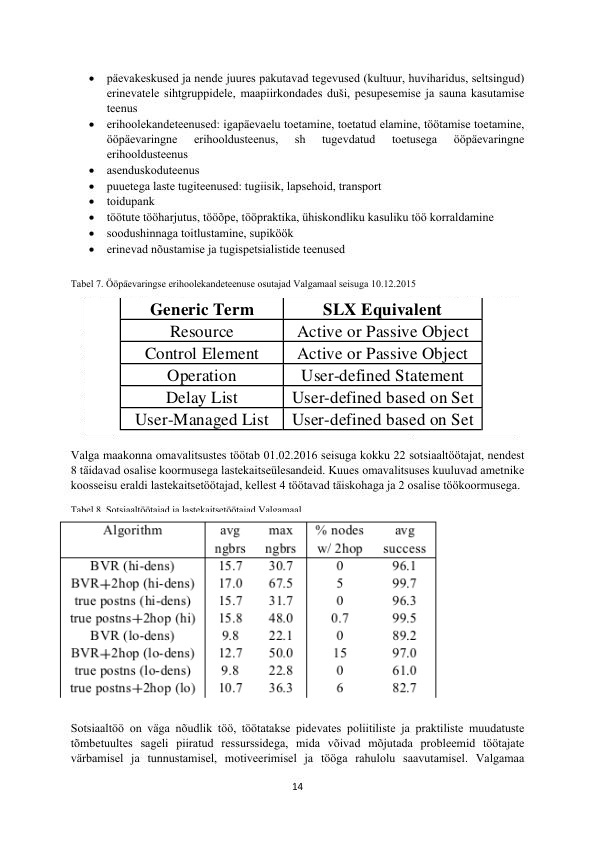 • päevakeskused ja nende juures pakutavad tegevused (kultuur, huviharidus, seltsingud)
erinevatele sihtgruppidele, maapiirkondades duši, pesupesemise ja sauna kasutamise
teenus
• erihoolekandeteenused: igapäevaelu toetamine, toetatud elamine, töötamise toetamine,
ööpäevaringne erihooldusteenus, sh tugevdatud toetusega ööpäevaringne
erihooldusteenus
• asenduskoduteenus
• puuetega laste tugiteenused: tugiisik, lapsehoid, transport
• toidupank
• töötute tööharjutus, tööõpe, tööpraktika, ühiskondliku kasuliku töö korraldamine
• soodushinnaga toitlustamine, supiköök
• erinevad nõustamise ja tugispetsialistide teenused
Tabel 7. Ööpäevaringse erihoolekandeteenuse osutajad Valgamaal seisuga 10.12.2015
Generic Term SLX Equivalent
Resource Active or Passive Object
Control Element Active or Passive Object
Operation User-defined Statement
Delay List User-defined based on Set
User-Managed List User-defined based on Set
Valga maakonna omavalitsustes töötab 01.02.2016 seisuga kokku 22 sotsiaaltöötajat, nendest
8 täidavad osalise koormusega lastekaitseülesandeid. Kuues omavalitsuses kuuluvad ametnike
koosseisu eraldi lastekaitsetöötajad, kellest 4 töötavad täiskohaga ja 2 osalise töökoormusega.
Tabel 8. Sotsiaaltöötajad ja lastekaitsetöötajad Valgamaal
Algorithm avg max % nodes avg
ngbrs ngbrs w/ 2hop success
BVR (hi-dens) 15.7 30.7 0 96.1
BVR+2hop (hi-dens) 17.0 67.5 5 99.7
true postns (hi-dens) 15.7 31.7 0 96.3
true postns+2hop (hi) 15.8 48.0 0.7 99.5
BVR (lo-dens) 9.8 22.1 0 89.2
BVR+2hop (lo-dens) 12.7 50.0 15 97.0
true postns (lo-dens) 9.8 22.8 0 61.0
true postns+2hop (lo) 10.7 36.3 6 82.7
Sotsiaaltöö on väga nõudlik töö, töötatakse pidevates poliitiliste ja praktiliste muudatuste
tõmbetuultes sageli piiratud ressurssidega, mida võivad mõjutada probleemid töötajate
värbamisel ja tunnustamisel, motiveerimisel ja tööga rahulolu saavutamisel. Valgamaa
14